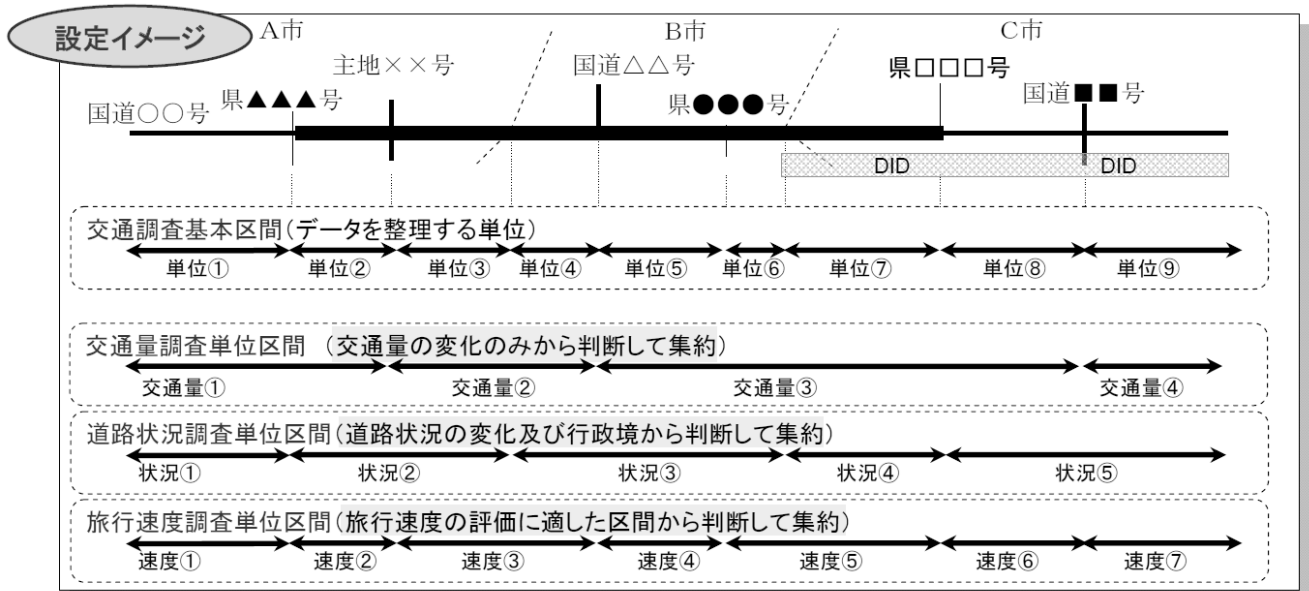 設定イメージ
A市
B市
C市
主地××号
国道△△号
県□□□号
国道○○号
県▲▲▲号
県●●●号
国道■■号
DID
DID
交通調査基本区間(データを整理する単位)
単位①
単位②
単位③
単位④
単位⑤
単位⑥
単位⑦
単位⑧
単位⑨
交通量調査単位区間 (交通量の変化のみから判断して集約)
交通量①
交通量②
交通量③
交通量④
道路状況調査単位区間(道路状況の変化及び行政境から判断して集約)
状況①
状況②
状況③
状況④
状況⑤
旅行速度調査単位区間(旅行速度の評価に適した区間から判断して集約)
速度①
速度②
速度③
速度④
速度⑤
速度⑥
速度⑦